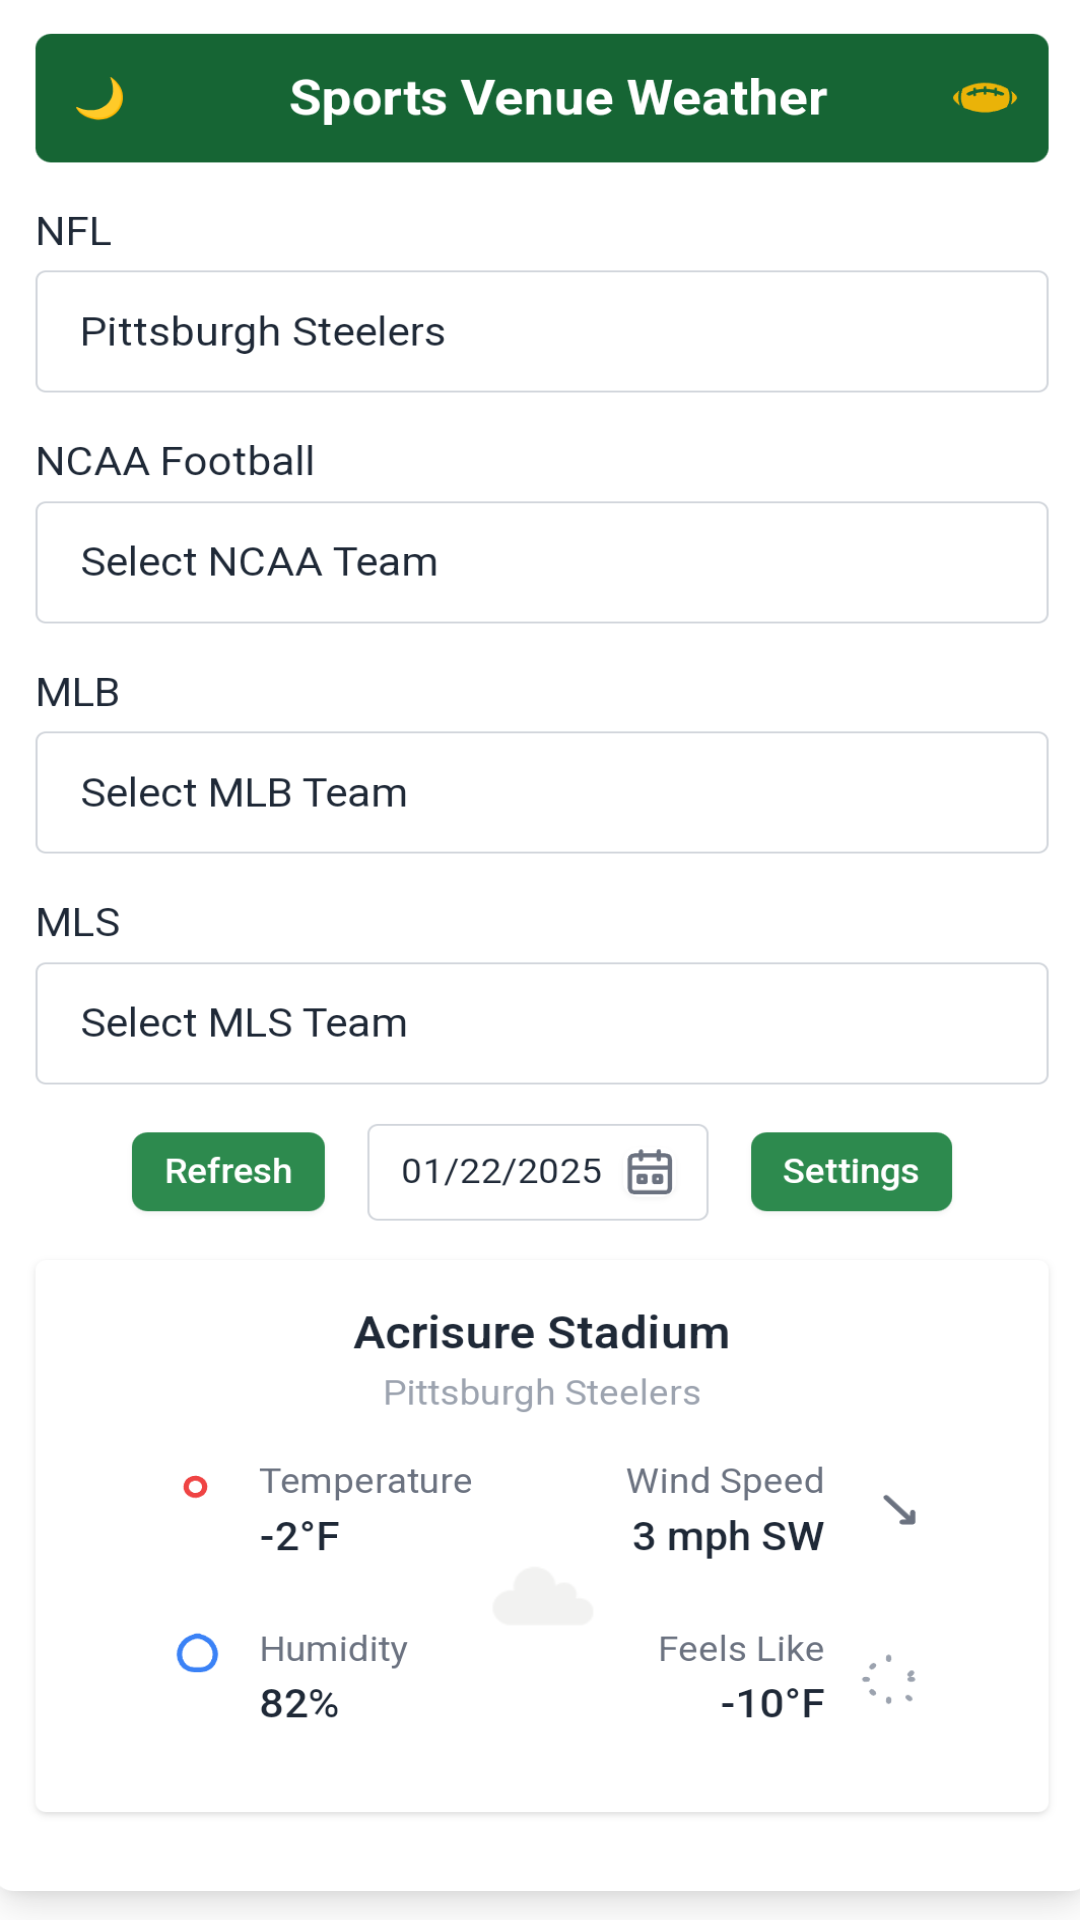 Sports Venue Weather
NFL
Pittsburgh Steelers
NCAA Football
Select NCAA Team
MLB
Select MLB Team
MLS
Select MLS Team
Refresh
01/22/2025
Settings
Acrisure Stadium
Pittsburgh Steelers
Temperature
-2°F
Wind Speed
3 mph SW
Humidity
82%
Feels Like
-10°F